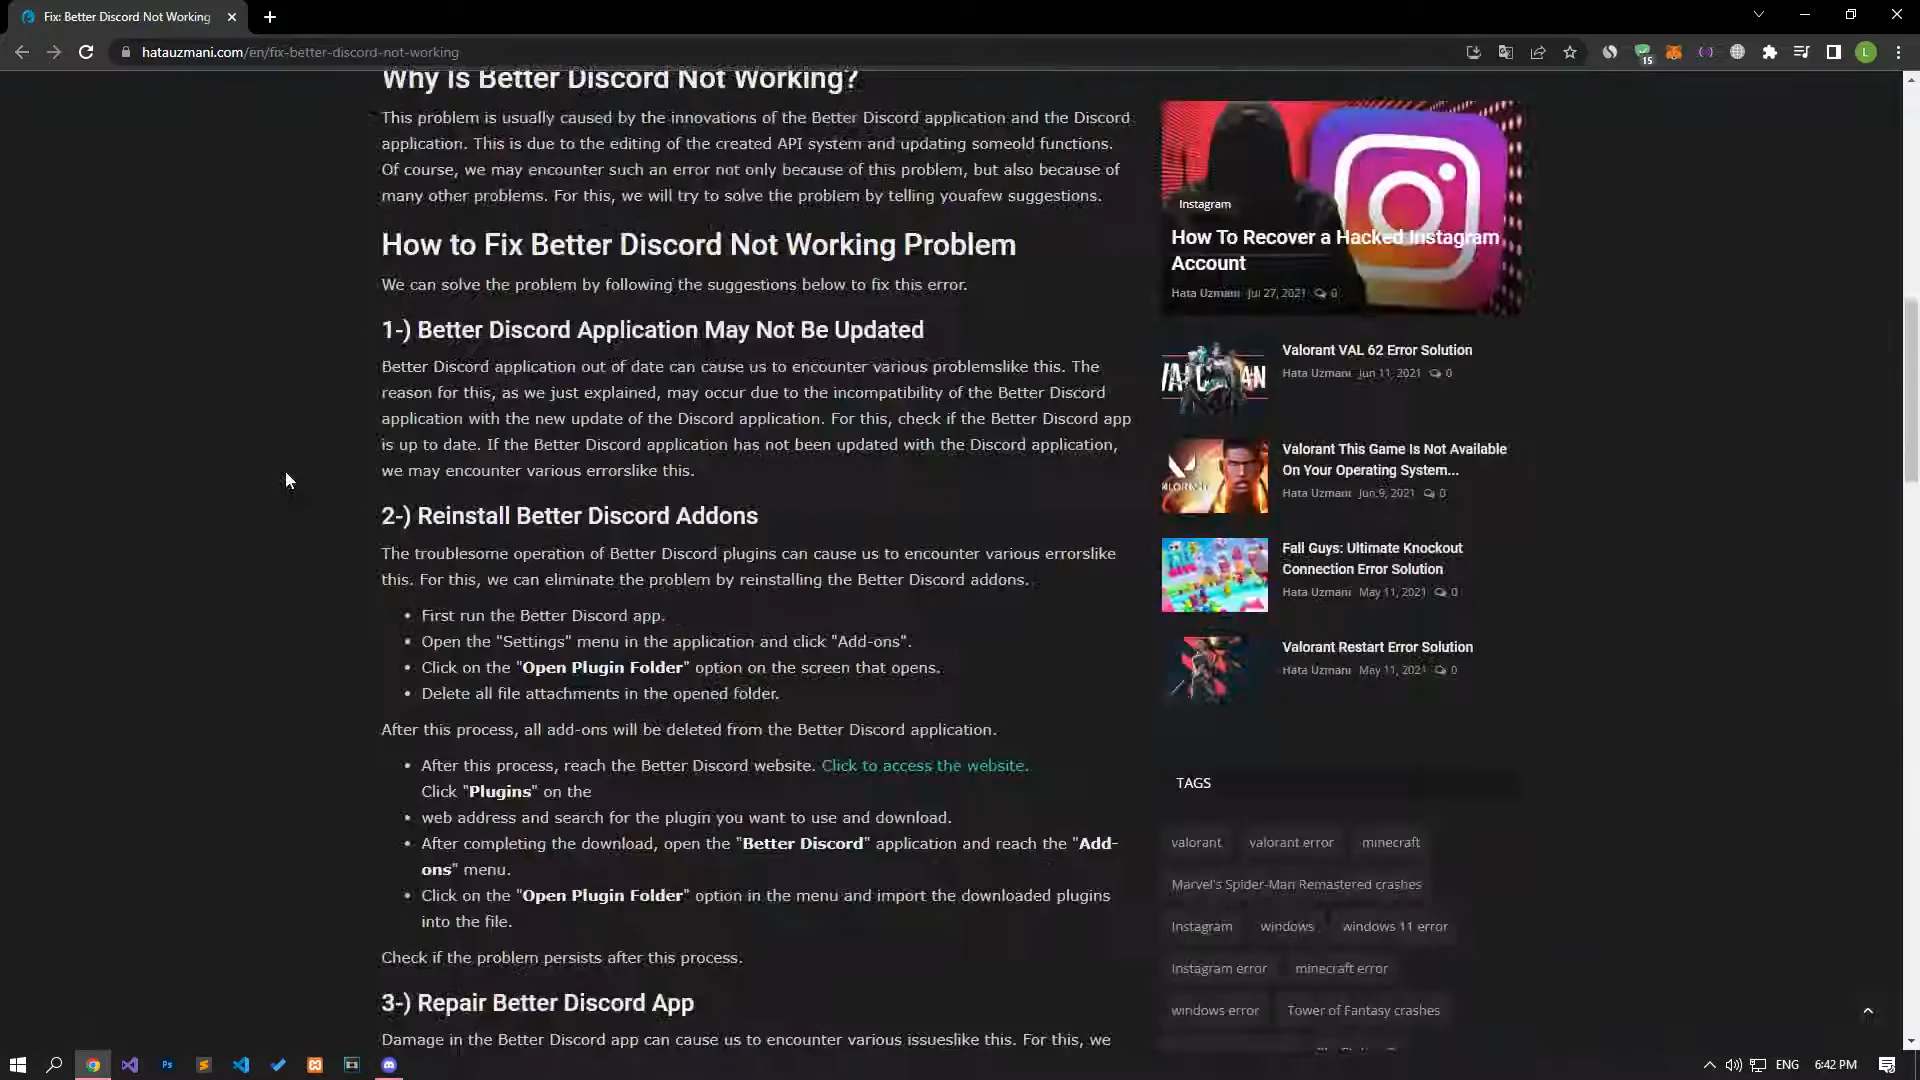 Fix: Better Discord Not Working
hatauzmani.com/en/fix-better-discord-not-working
15
L
Why Is Better Discord Not Working?
This problem is usually caused by the innovations of the Better Discord application and the Discord
application. This is due to the editing of the created API system and updating someold functions.
Of course, we may encounter such an error not only because of this problem, but also because of
many other problems. For this, we will try to solve the problem by telling youafew suggestions.
How to Fix Better Discord Not Working Problem
We can solve the problem by following the suggestions below to fix this error.
1-) Better Discord Application May Not Be Updated
Better Discord application out of date can cause us to encounter various problemslike this. The
reason for this, as we just explained, may occur due to the incompatibility of the Better Discord
application with the new update of the Discord application. For this, check if the Better Discord app
is up to date. If the Better Discord application has not been updated with the Discord application,
we may encounter various errorslike this.
2-) Reinstall Better Discord Addons
The troublesome operation of Better Discord plugins can cause us to encounter various errorslike
this. For this, we can eliminate the problem by reinstalling the Better Discord addons.
• First run the Better Discord app.
• Open the "Settings" menu in the application and click "Add-ons".
• Click on the "Open Plugin Folder" option on the screen that opens.
• Delete all file attachments in the opened folder.
After this process, all add-ons will be deleted from the Better Discord application.
• After this process, reach the Better Discord website. Click to access the website.
Click "Plugins" on the
• web address and search for the plugin you want to use and download.
• After completing the download, open the "Better Discord" application and reach the "Add-
ons" menu.
• Click on the "Open Plugin Folder" option in the menu and import the downloaded plugins
into the file.
Check if the problem persists after this process.
3-) Repair Better Discord App
Damage in the Better Discord app can cause us to encounter various issueslike this. For this, we
Instagram
How To Recover a Hacked Instagram
Account
Hata Uzmanı Jul 27, 2021 0
Valorant VAL 62 Error Solution
Hata Uzmanı Jun 11, 2021 0
Valorant This Game Is Not Available
On Your Operating System...
Hata Uzmanı Jun 9, 2021 0
Fall Guys: Ultimate Knockout
Connection Error Solution
Hata Uzmanı May 11, 2021 0
Valorant Restart Error Solution
Hata Uzmanı May 11, 2021 0
TAGS
valorant valorant error minecraft
Marvel's Spider-Man Remastered crashes
Instagram windows windows 11 error
Instagram error minecraft error
windows error Tower of Fantasy crashes
Ps
ENG 6:42 PM